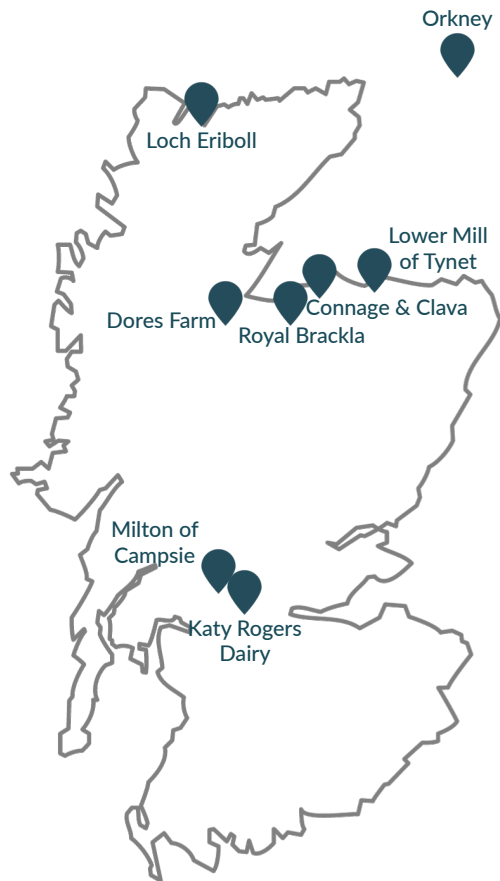 Orkney
Loch Eriboll
Lower Mill
of Tynet
Connage & Clava
Dores Farm
Royal Brackla
Milton of
Campsie
Katy Rogers
Dairy